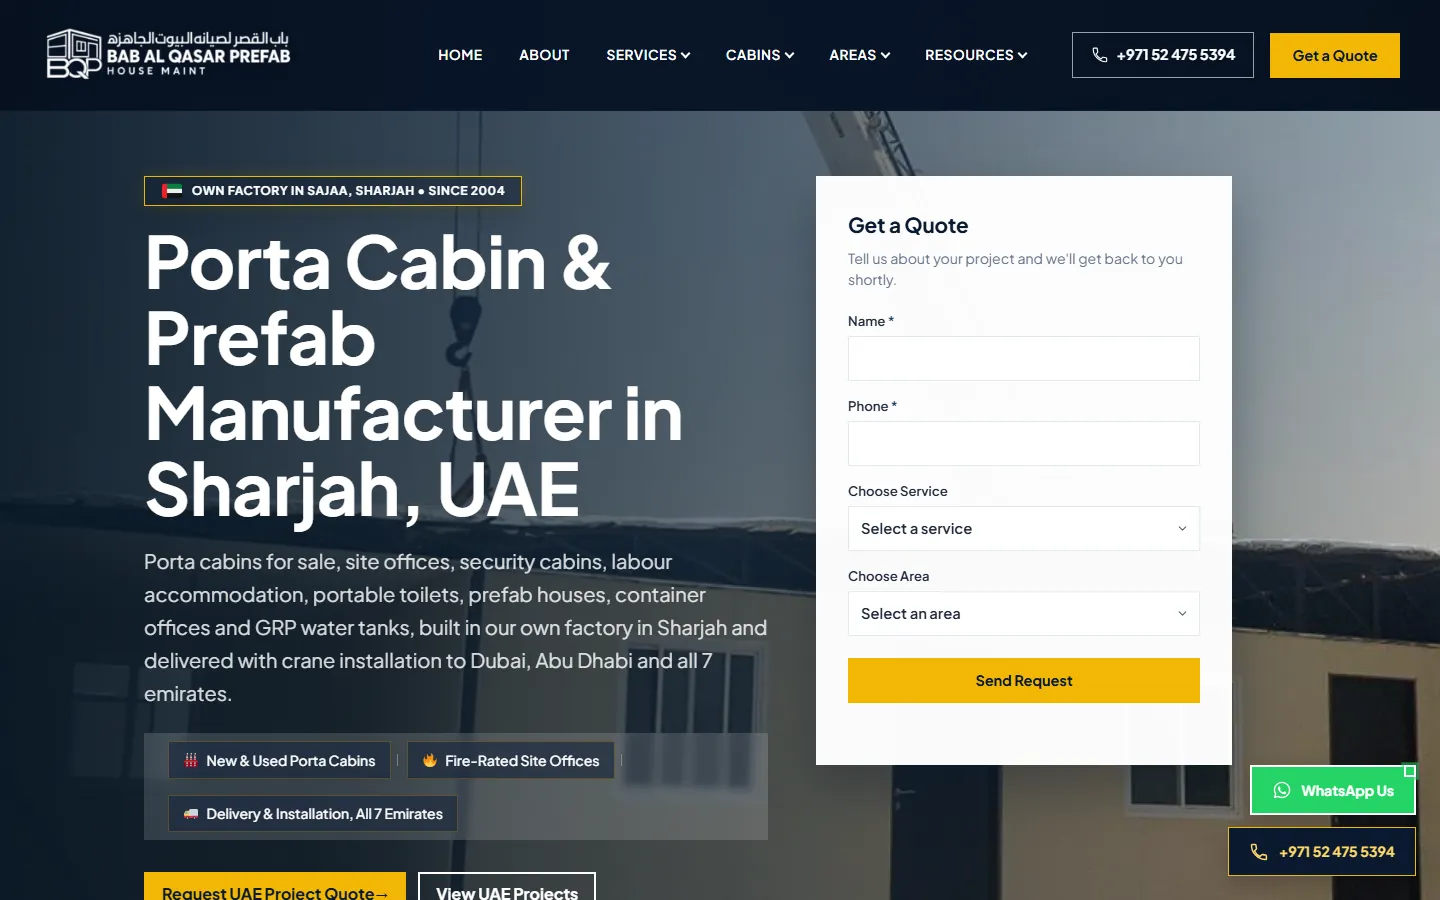 باب القصر لصيانه البيوت الجاهزه
BAB AL QASAR PREFAB
HOUSE MAINT
BQP
HOME
ABOUT
SERVICES
CABINS
AREAS
RESOURCES
+971 52 475 5394
Get a Quote
OWN FACTORY IN SAJAA, SHARJAH • SINCE 2004
Porta Cabin &
Prefab
Manufacturer in
Sharjah, UAE
Porta cabins for sale, site offices, security cabins, labour
accommodation, portable toilets, prefab houses, container
offices and GRP water tanks, built in our own factory in Sharjah and
delivered with crane installation to Dubai, Abu Dhabi and all 7
emirates.
New & Used Porta Cabins
Fire-Rated Site Offices
Delivery & Installation, All 7 Emirates
Request UAE Project Quote→
View UAE Projects
Get a Quote
Tell us about your project and we'll get back to you
shortly.
Name *
Phone *
Choose Service
Select a service
Choose Area
Select an area
Send Request
WhatsApp Us
+971 52 475 5394